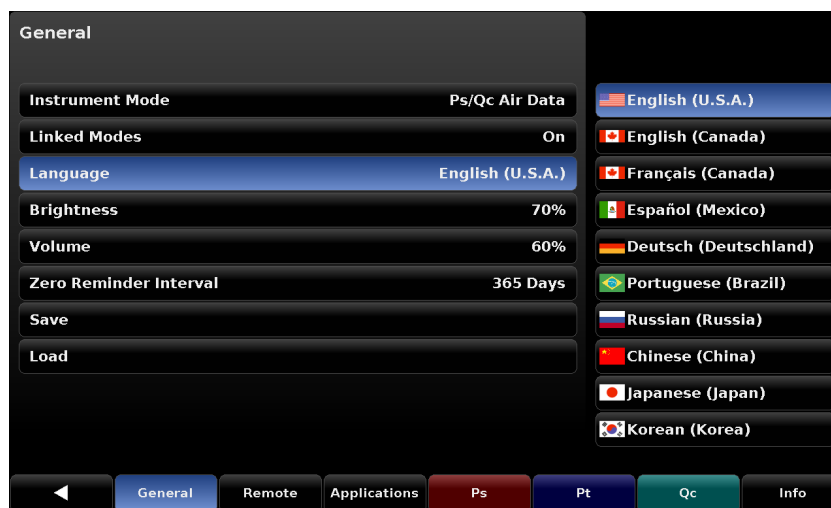 General
Instrument Mode Ps/Qc Air Data
Linked Modes On
Language English (U.S.A.)
Brightness 70%
Volume 60%
Zero Reminder Interval 365 Days
Save
Load
English (U.S.A.)
English (Canada)
Français (Canada)
Español (Mexico)
Deutsch (Deutschland)
Portuguese (Brazil)
Russian (Russia)
Chinese (China)
Japanese (Japan)
Korean (Korea)
General Remote Applications Ps Pt Qc Info